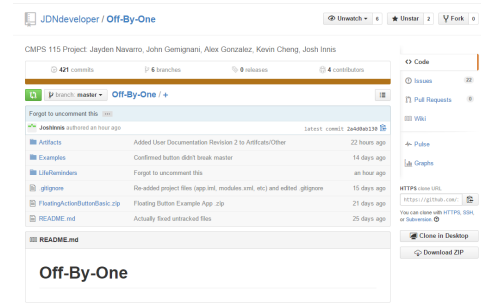 JDNdeveloper / Off-By-One
Unwatch 6
Unstar 2
Fork 0
CMPS 115 Project: Jayden Navarro, John Gemignani, Alex Gonzalez, Kevin Cheng, Josh Innis
421 commits
6 branches
0 releases
4 contributors
branch: master
Off-By-One / +
Forgot to uncomment this
JoshInnis authored an hour ago
latest commit 2a4d0ab130
Artifacts Added User Documentation Revision 2 to Artifcats/Other 22 hours ago
Examples Confirmed button didn't break master 14 days ago
LifeReminders Forgot to uncomment this an hour ago
.gitignore Re-added project files (app.iml, modules.xml, etc) and edited .gitignore 15 days ago
FloatingActionButtonBasic.zip Floating Button Example App .zip 21 days ago
README.md Actually fixed untracked files 25 days ago
README.md
Off-By-One
Code
Issues 22
Pull Requests 0
Wiki
Pulse
Graphs
HTTPS clone URL
https://github.com/
You can clone with HTTPS, SSH,
or Subversion.
Clone in Desktop
Download ZIP